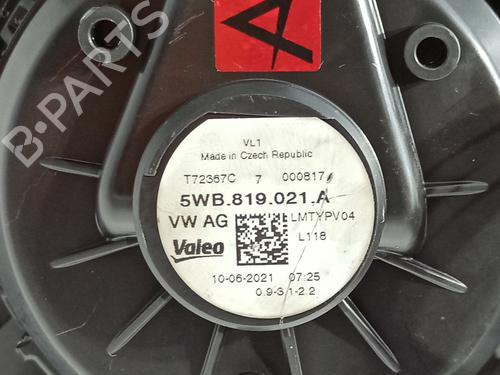 A
B-PARTS
VL1
Made in Czech Republic
T72367C 7 000817
5WB.819.021.A
VW AG LMTYPV04
Valeo L118
10-06-2021 07:25
0.9-3.1-2.2